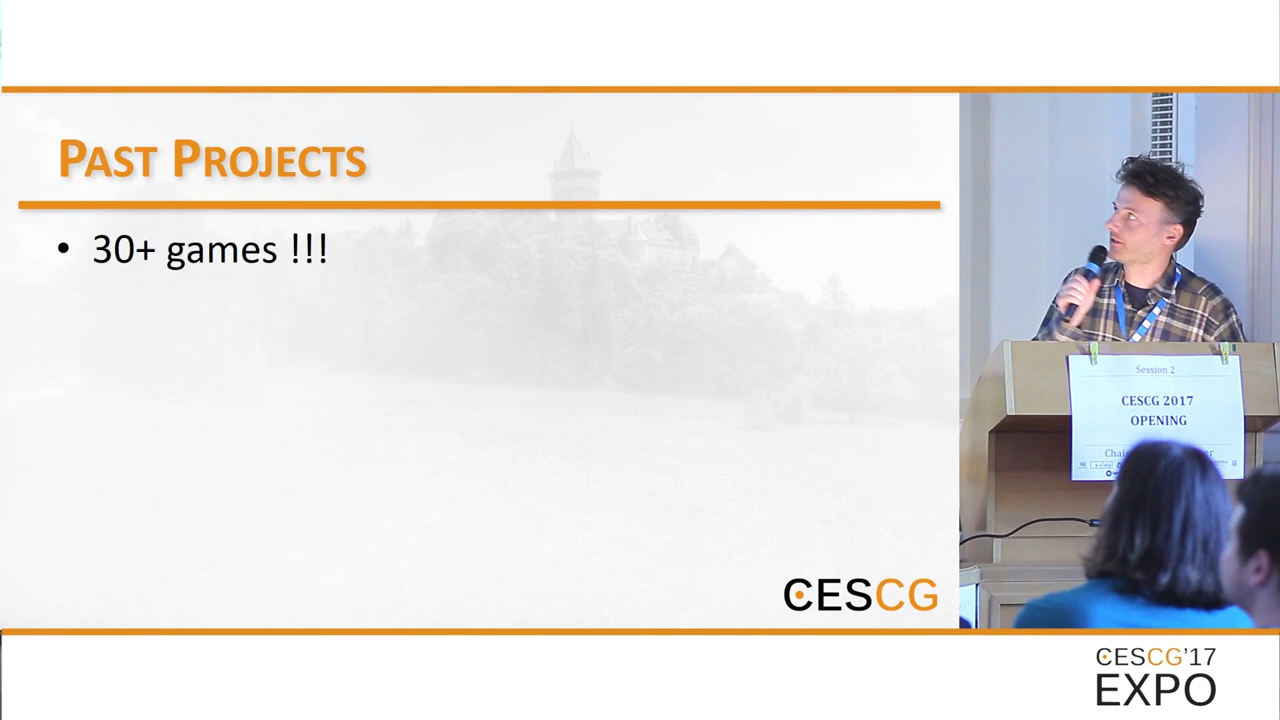 PAST PROJECTS
• 30+ games !!!
CESCG
Session 2
CESCG 2017
OPENING
CESCG'17
EXPO